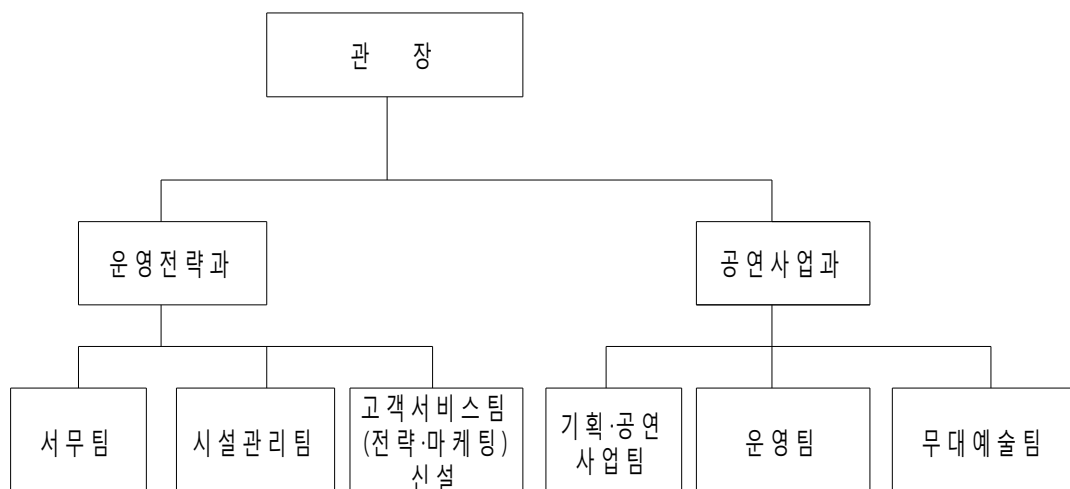 관 장
운영전략과
공연사업과
서무팀
시설관리팀
고객서비스팀
(전략·마케팅)
신설
기획·공연
사업팀
운영팀
무대예술팀